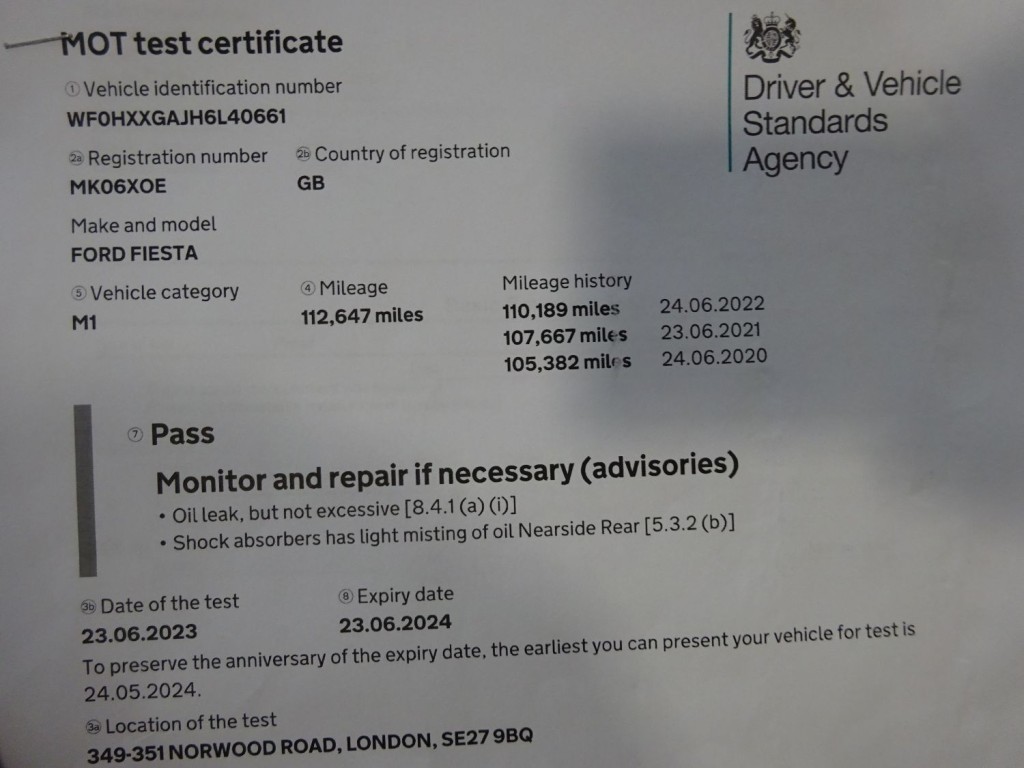 MOT test certificate
Driver & Vehicle
Standards
Agency
1 Vehicle identification number
WF0HXXGAJH6L40661
2a Registration number 2b Country of registration
MK06XOE GB
Make and model
FORD FIESTA
5 Vehicle category 4 Mileage Mileage history
M1 112,647 miles 110,189 miles 24.06.2022
107,667 miles 23.06.2021
105,382 miles 24.06.2020
7 Pass
Monitor and repair if necessary (advisories)
• Oil leak, but not excessive [8.4.1 (a) (i)]
• Shock absorbers has light misting of oil Nearside Rear [5.3.2 (b)]
3b Date of the test 8 Expiry date
23.06.2023 23.06.2024
To preserve the anniversary of the expiry date, the earliest you can present your vehicle for test is
24.05.2024.
3a Location of the test
349-351 NORWOOD ROAD, LONDON, SE27 9BQ